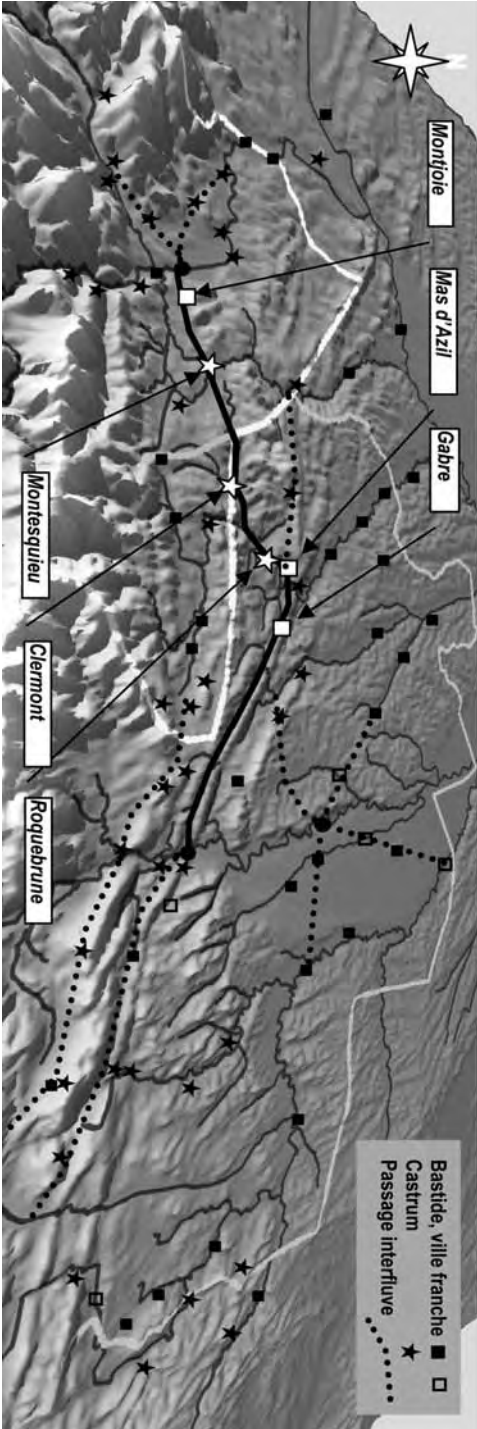 N
Montjoie
Mas d'Azil
Gabre
Bastide, ville franche
Castrum
Passage interfluve
Montesquieu
Clermont
Roquebrune